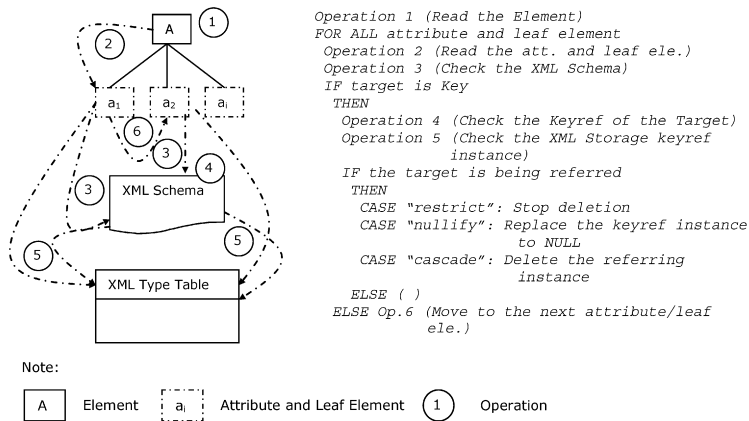 A
1
2
a1
a2
ai
6
3
4
3
XML Schema
5
5
XML Type Table
Operation 1 (Read the Element)
FOR ALL attribute and leaf element
Operation 2 (Read the att. and leaf ele.)
Operation 3 (Check the XML Schema)
IF target is Key
THEN
Operation 4 (Check the Keyref of the Target)
Operation 5 (Check the XML Storage keyref
instance)
IF the target is being referred
THEN
CASE “restrict”: Stop deletion
CASE “nullify”: Replace the keyref instance
to NULL
CASE “cascade”: Delete the referring
instance
ELSE ( )
ELSE Op.6 (Move to the next attribute/leaf
ele.)
Note:
A Element ai Attribute and Leaf Element 1 Operation